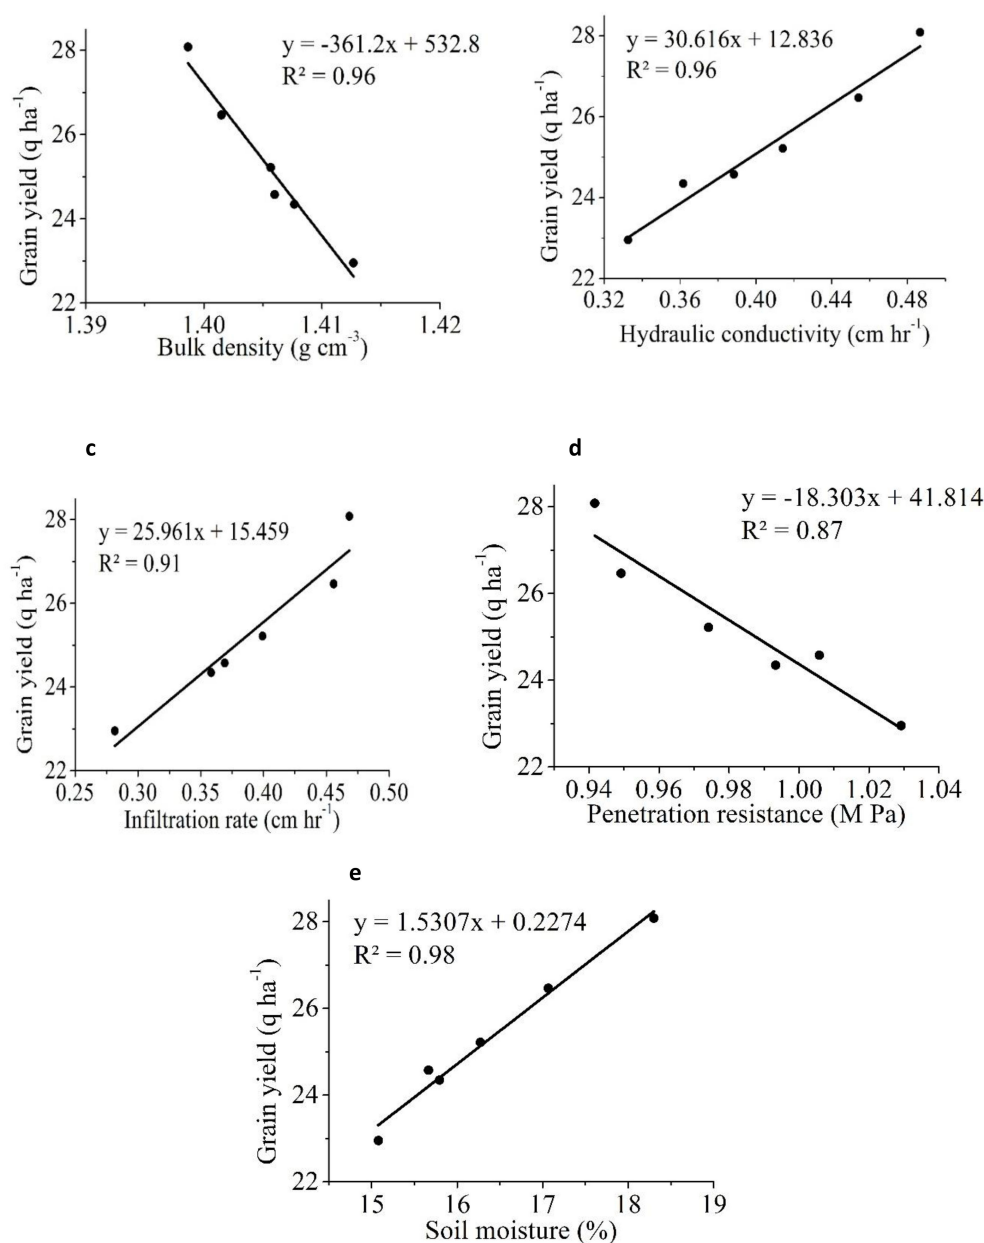 y = -361.2x + 532.8
R² = 0.96
28
26
24
22
Grain yield (q ha⁻¹)
1.39 1.40 1.41 1.42
Bulk density (g cm⁻³)
y = 30.616x + 12.836
R² = 0.96
28
26
24
22
Grain yield (q ha⁻¹)
0.32 0.36 0.40 0.44 0.48
Hydraulic conductivity (cm hr⁻¹)
c
y = 25.961x + 15.459
R² = 0.91
28
26
24
22
Grain yield (q ha⁻¹)
0.25 0.30 0.35 0.40 0.45 0.50
Infiltration rate (cm hr⁻¹)
d
y = -18.303x + 41.814
R² = 0.87
28
26
24
22
Grain yield (q ha⁻¹)
0.94 0.96 0.98 1.00 1.02 1.04
Penetration resistance (M Pa)
e
y = 1.5307x + 0.2274
R² = 0.98
28
26
24
22
Grain yield (q ha⁻¹)
15 16 17 18 19
Soil moisture (%)